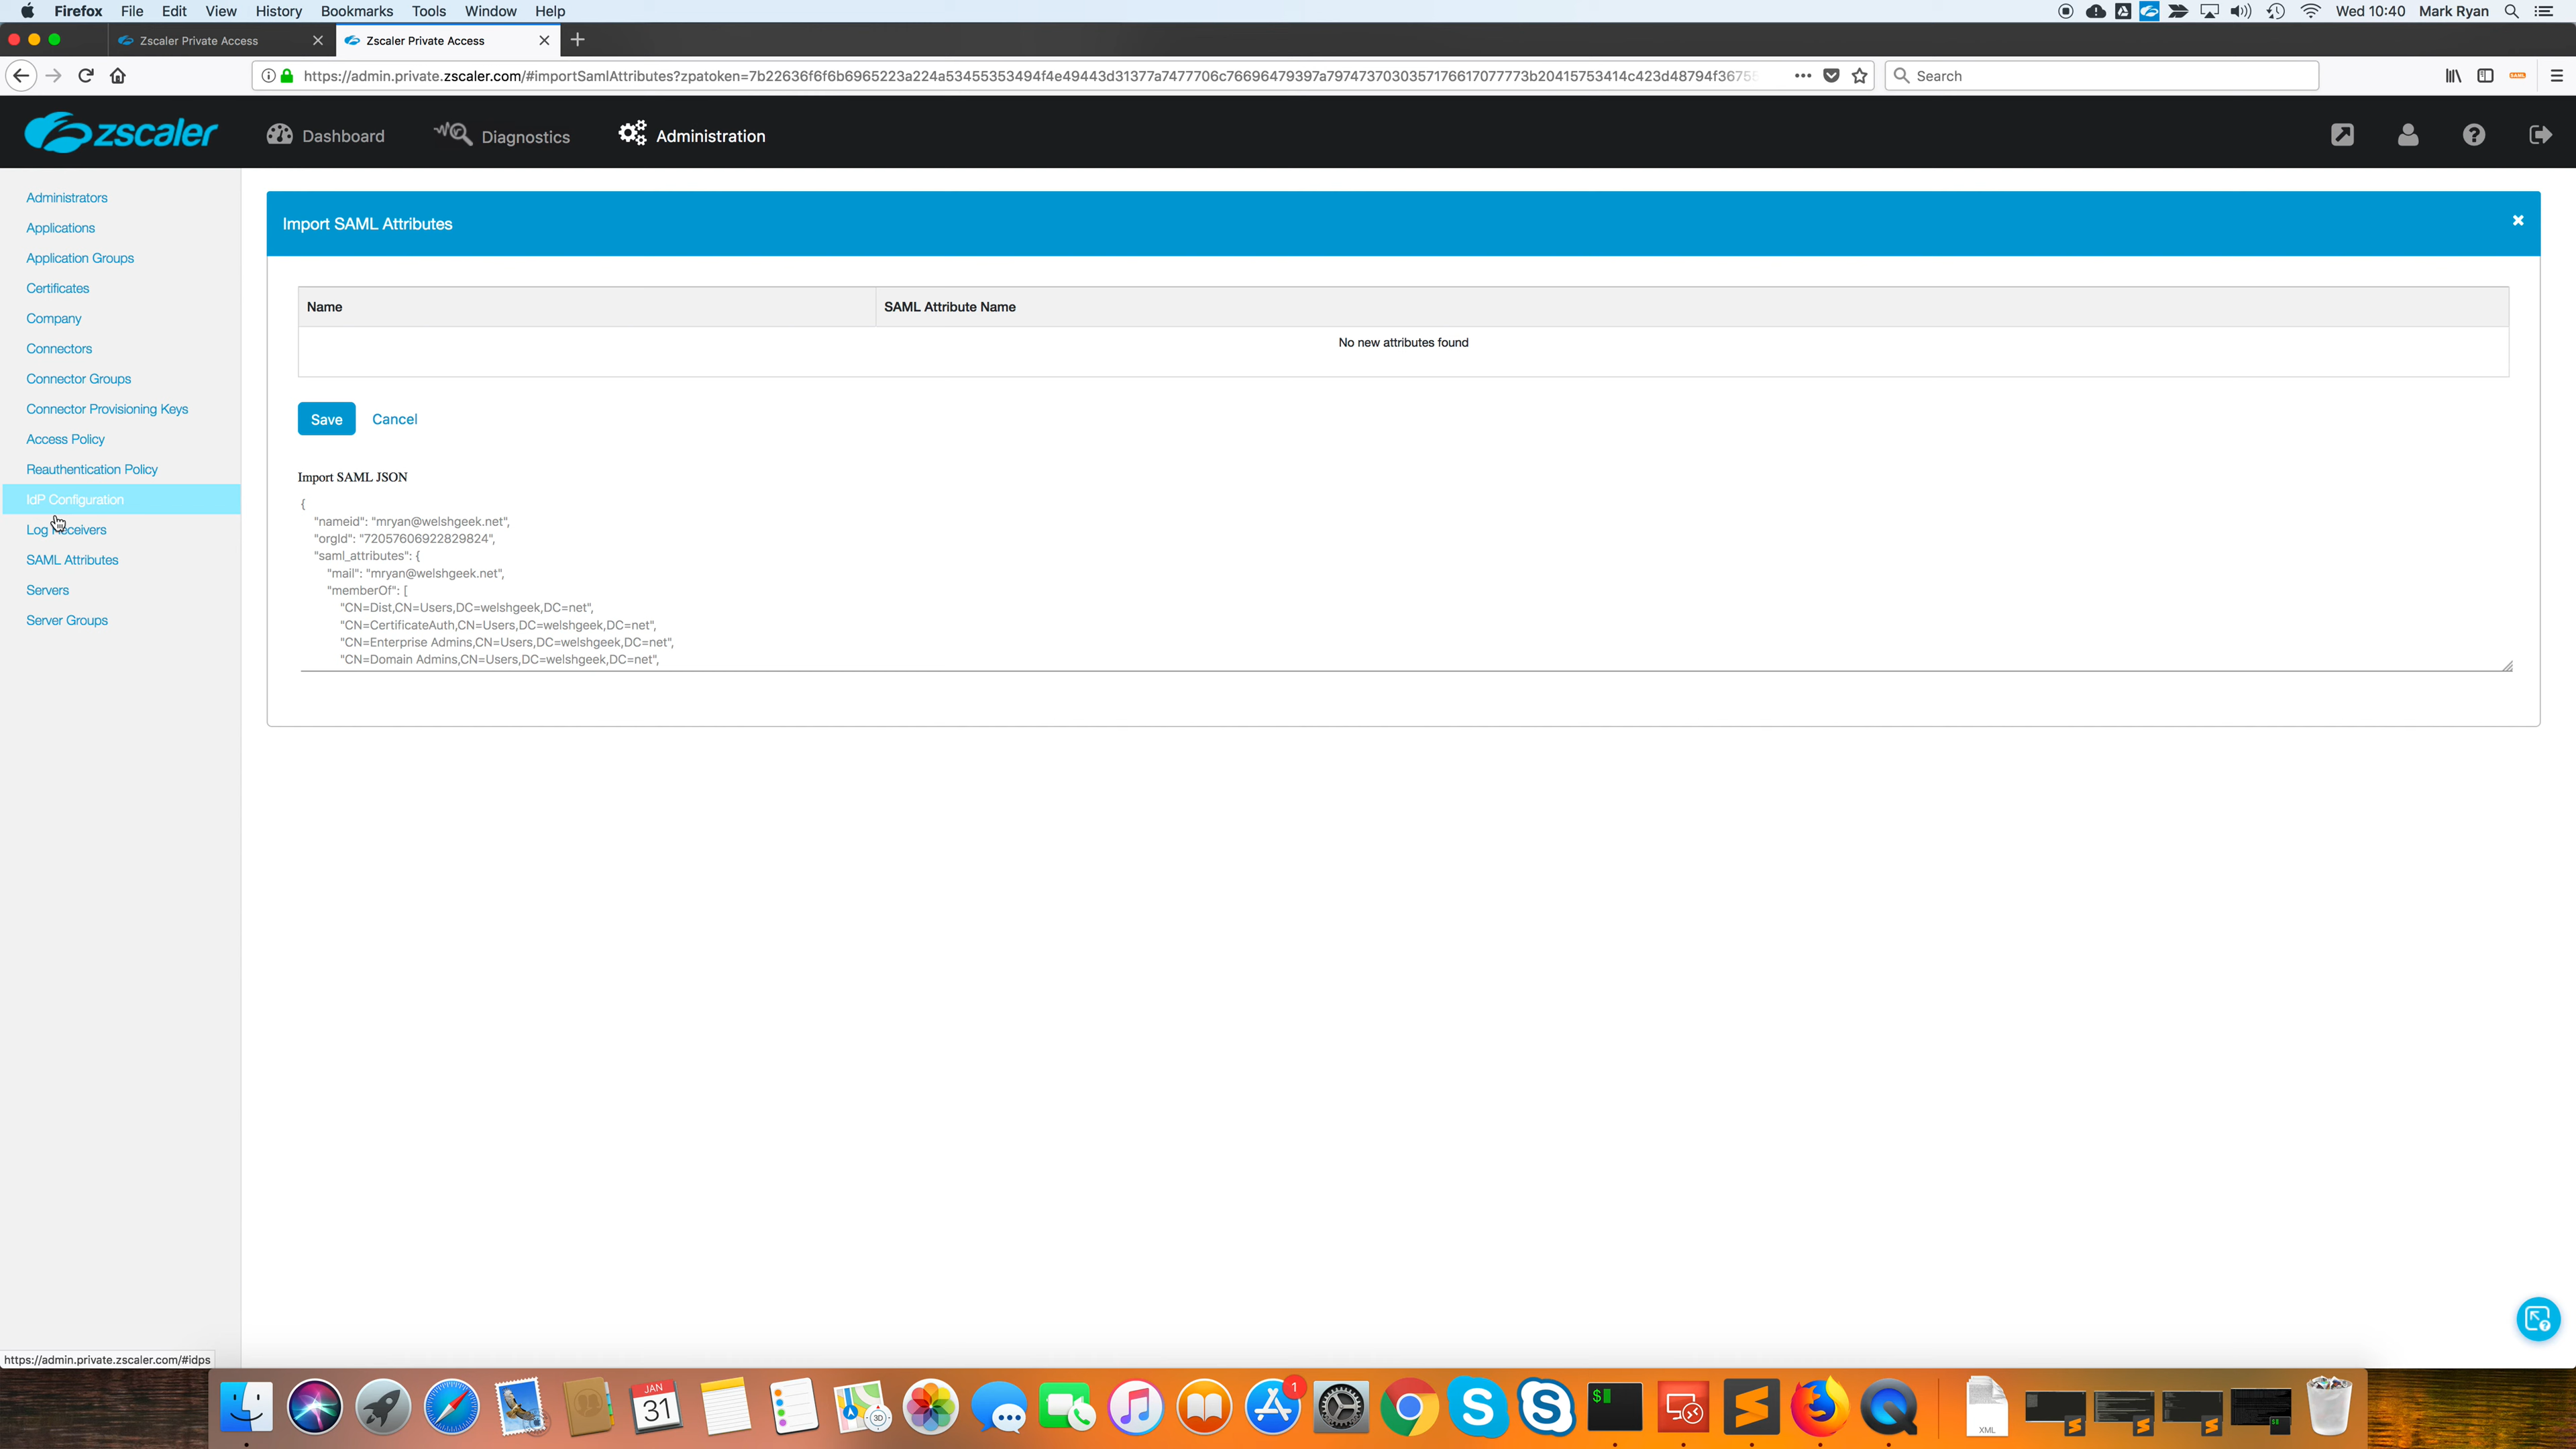 Firefox File Edit View History Bookmarks Tools Window Help Wed 10:40 Mark Ryan
Zscaler Private Access Zscaler Private Access
https://admin.private.zscaler.com/#importSamlAttributes?zpatoken= Search
zscaler Dashboard Diagnostics Administration
Administrators
Applications
Application Groups
Certificates
Company
Connectors
Connector Groups
Connector Provisioning Keys
Access Policy
Reauthentication Policy
IdP Configuration
Log Receivers
SAML Attributes
Servers
Server Groups
Import SAML Attributes
Name SAML Attribute Name
No new attributes found
Save Cancel
Import SAML JSON
{
"nameid": "mryan@welshgeek.net",
"orgId": "72057606922829824",
"saml_attributes": {
"mail": "mryan@welshgeek.net",
"memberOf": [
"CN=Dist,CN=Users,DC=welshgeek,DC=net",
"CN=CertificateAuth,CN=Users,DC=welshgeek,DC=net",
"CN=Enterprise Admins,CN=Users,DC=welshgeek,DC=net",
"CN=Domain Admins,CN=Users,DC=welshgeek,DC=net",
https://admin.private.zscaler.com/#idps
JAN
31
3D
1
XML